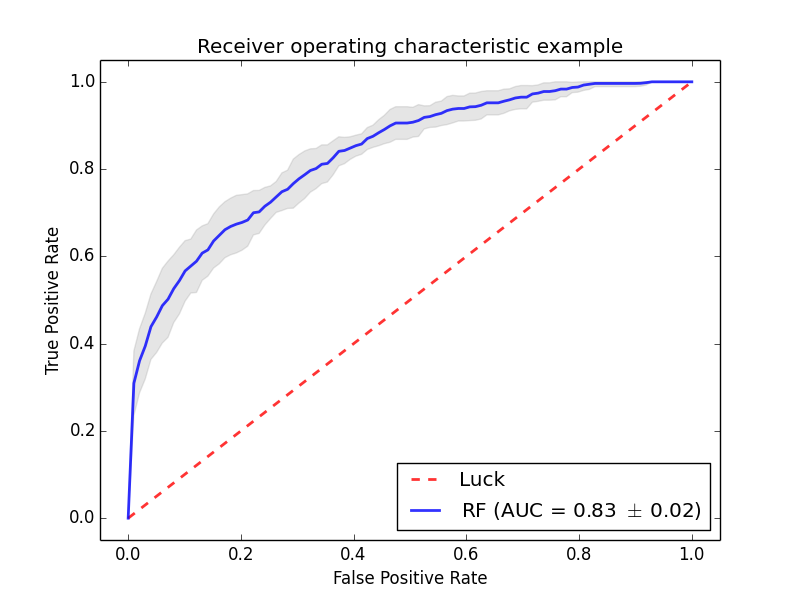 Receiver operating characteristic example
1.0
0.8
0.6
0.4
0.2
0.0
True Positive Rate
Luck
RF (AUC = 0.83 ± 0.02)
0.0 0.2 0.4 0.6 0.8 1.0
False Positive Rate